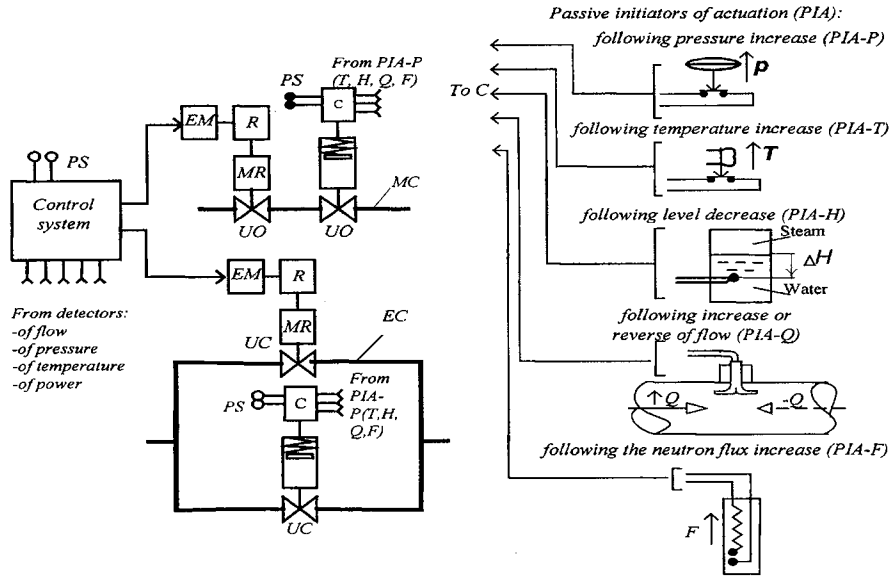 From PIA-P
(T, H, Q, F)
PS
C
EM
R
PS
MR
MC
Control
system
UO
UO
EM
R
From detectors:
-of flow
-of pressure
-of temperature
-of power
MR
UC
EC
From
PIA-
P(T,H,
Q,F)
PS
C
UC
Passive initiators of actuation (PIA):
following pressure increase (PIA-P)
P
To C
following temperature increase (PIA-T)
T
following level decrease (PIA-H)
Steam
ΔH
Water
following increase or
reverse of flow (PIA-Q)
Q
-Q
following the neutron flux increase (PIA-F)
F